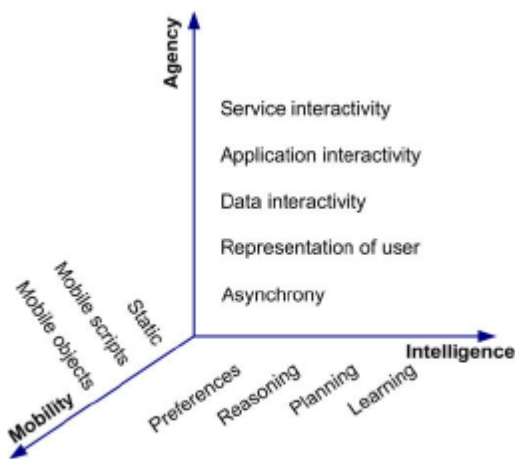 Agency
Service interactivity
Application interactivity
Data interactivity
Representation of user
Asynchrony
Static
Mobile scripts
Mobile objects
Mobility
Intelligence
Preferences
Reasoning
Planning
Learning